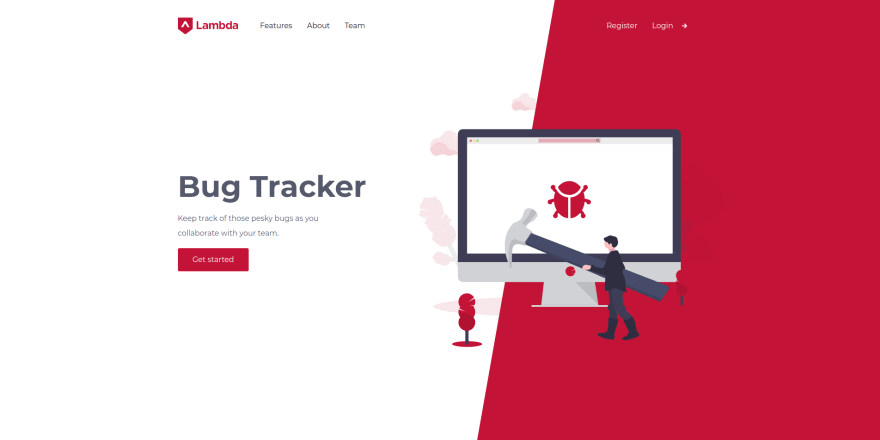 Lambda
Features About Team
Register Login
Bug Tracker
Keep track of those pesky bugs as you
collaborate with your team.
Get started